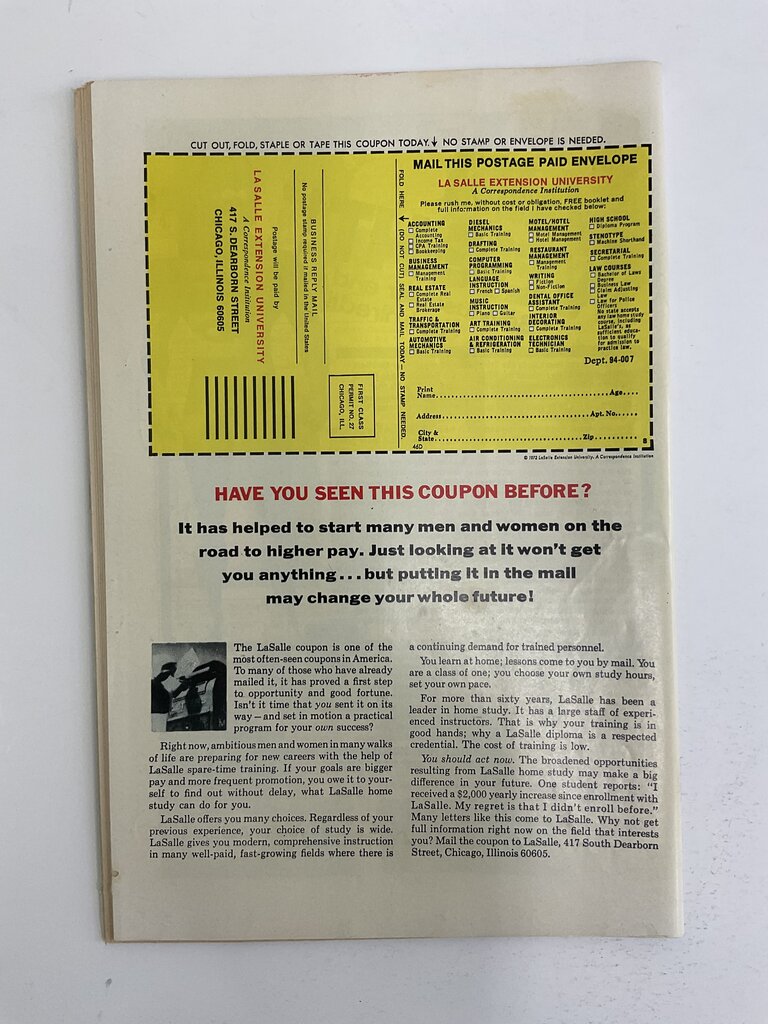 CUT OUT, FOLD, STAPLE OR TAPE THIS COUPON TODAY. ↓ NO STAMP OR ENVELOPE IS NEEDED.
LA SALLE EXTENSION UNIVERSITY
A Correspondence Institution
417 S. DEARBORN STREET
CHICAGO, ILLINOIS 60605
Postage will be paid by
BUSINESS REPLY MAIL
No postage stamp required if mailed in the United States
FIRST CLASS
PERMIT NO. 27
CHICAGO, ILL.
FOLD HERE (DO NOT CUT) SEAL AND MAIL TODAY — NO STAMP NEEDED.
MAIL THIS POSTAGE PAID ENVELOPE
LA SALLE EXTENSION UNIVERSITY
A Correspondence Institution
Please rush me, without cost or obligation, FREE booklet and
full information on the field I have checked below:
ACCOUNTING
Complete
Accounting
Income Tax
CPA Training
Bookkeeping
BUSINESS
MANAGEMENT
Management
Training
REAL ESTATE
Complete Real
Estate
Real Estate
Brokerage
TRAFFIC &
TRANSPORTATION
Complete Training
AUTOMOTIVE
MECHANICS
Basic Training
DIESEL
MECHANICS
Basic Training
DRAFTING
Complete Training
COMPUTER
PROGRAMMING
Basic Training
LANGUAGE
INSTRUCTION
French Spanish
MUSIC
INSTRUCTION
Piano Guitar
ART TRAINING
Complete Training
AIR CONDITIONING
& REFRIGERATION
Basic Training
MOTEL/HOTEL
MANAGEMENT
Motel Management
Hotel Management
RESTAURANT
MANAGEMENT
Management
Training
WRITING
Fiction
Non-Fiction
DENTAL OFFICE
ASSISTANT
Complete Training
INTERIOR
DECORATING
Complete Training
ELECTRONICS
TECHNICIAN
Basic Training
HIGH SCHOOL
Diploma Program
STENOTYPE
Machine Shorthand
SECRETARIAL
Complete Training
LAW COURSES
Bachelor of Laws
Degree
Business Law
Claim Adjusting
Law
Law for Police
Officers
No state accepts
any law home study
course, including
LaSalle's, as
sufficient educa-
tion to qualify
for admission to
practice law.
Dept. 94-007
Print
Name Age
Address Apt. No.
City &
State Zip
46D B
© 1972 LaSalle Extension University, A Correspondence Institution
HAVE YOU SEEN THIS COUPON BEFORE?
It has helped to start many men and women on the
road to higher pay. Just looking at it won't get
you anything...but putting it in the mail
may change your whole future!
The LaSalle coupon is one of the
most often-seen coupons in America.
To many of those who have already
mailed it, it has proved a first step
to opportunity and good fortune.
Isn't it time that you sent it on its
way – and set in motion a practical
program for your own success?
Right now, ambitious men and women in many walks
of life are preparing for new careers with the help of
LaSalle spare-time training. If your goals are bigger
pay and more frequent promotion, you owe it to your-
self to find out without delay, what LaSalle home
study can do for you.
LaSalle offers you many choices. Regardless of your
previous experience, your choice of study is wide.
LaSalle gives you modern, comprehensive instruction
in many well-paid, fast-growing fields where there is
a continuing demand for trained personnel.
You learn at home; lessons come to you by mail. You
are a class of one; you choose your own study hours,
set your own pace.
For more than sixty years, LaSalle has been a
leader in home study. It has a large staff of experi-
enced instructors. That is why your training is in
good hands; why a LaSalle diploma is a respected
credential. The cost of training is low.
You should act now. The broadened opportunities
resulting from LaSalle home study may make a big
difference in your future. One student reports: "I
received a $2,000 yearly increase since enrollment with
LaSalle. My regret is that I didn't enroll before."
Many letters like this come to LaSalle. Why not get
full information right now on the field that interests
you? Mail the coupon to LaSalle, 417 South Dearborn
Street, Chicago, Illinois 60605.